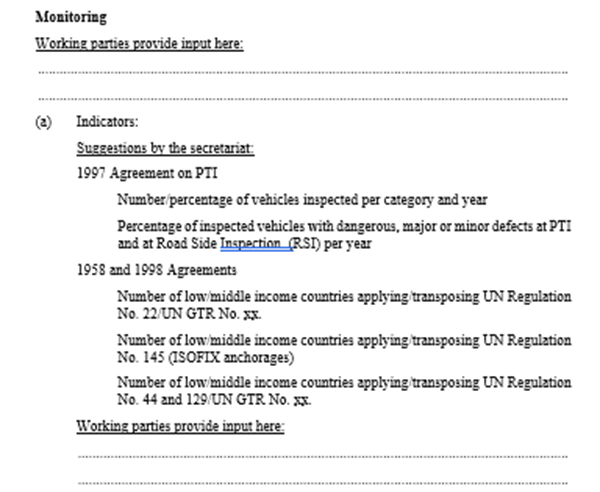 Monitoring
Working parties provide input here:
(a) Indicators:
Suggestions by the secretariat:
1997 Agreement on PTI
Number/percentage of vehicles inspected per category and year
Percentage of inspected vehicles with dangerous, major or minor defects at PTI
and at Road Side Inspection (RSI) per year
1958 and 1998 Agreements
Number of low/middle income countries applying/transposing UN Regulation
No. 22/UN GTR No. xx.
Number of low/middle income countries applying/transposing UN Regulation
No. 145 (ISOFIX anchorages)
Number of low/middle income countries applying/transposing UN Regulation
No. 44 and 129/UN GTR No. xx.
Working parties provide input here: